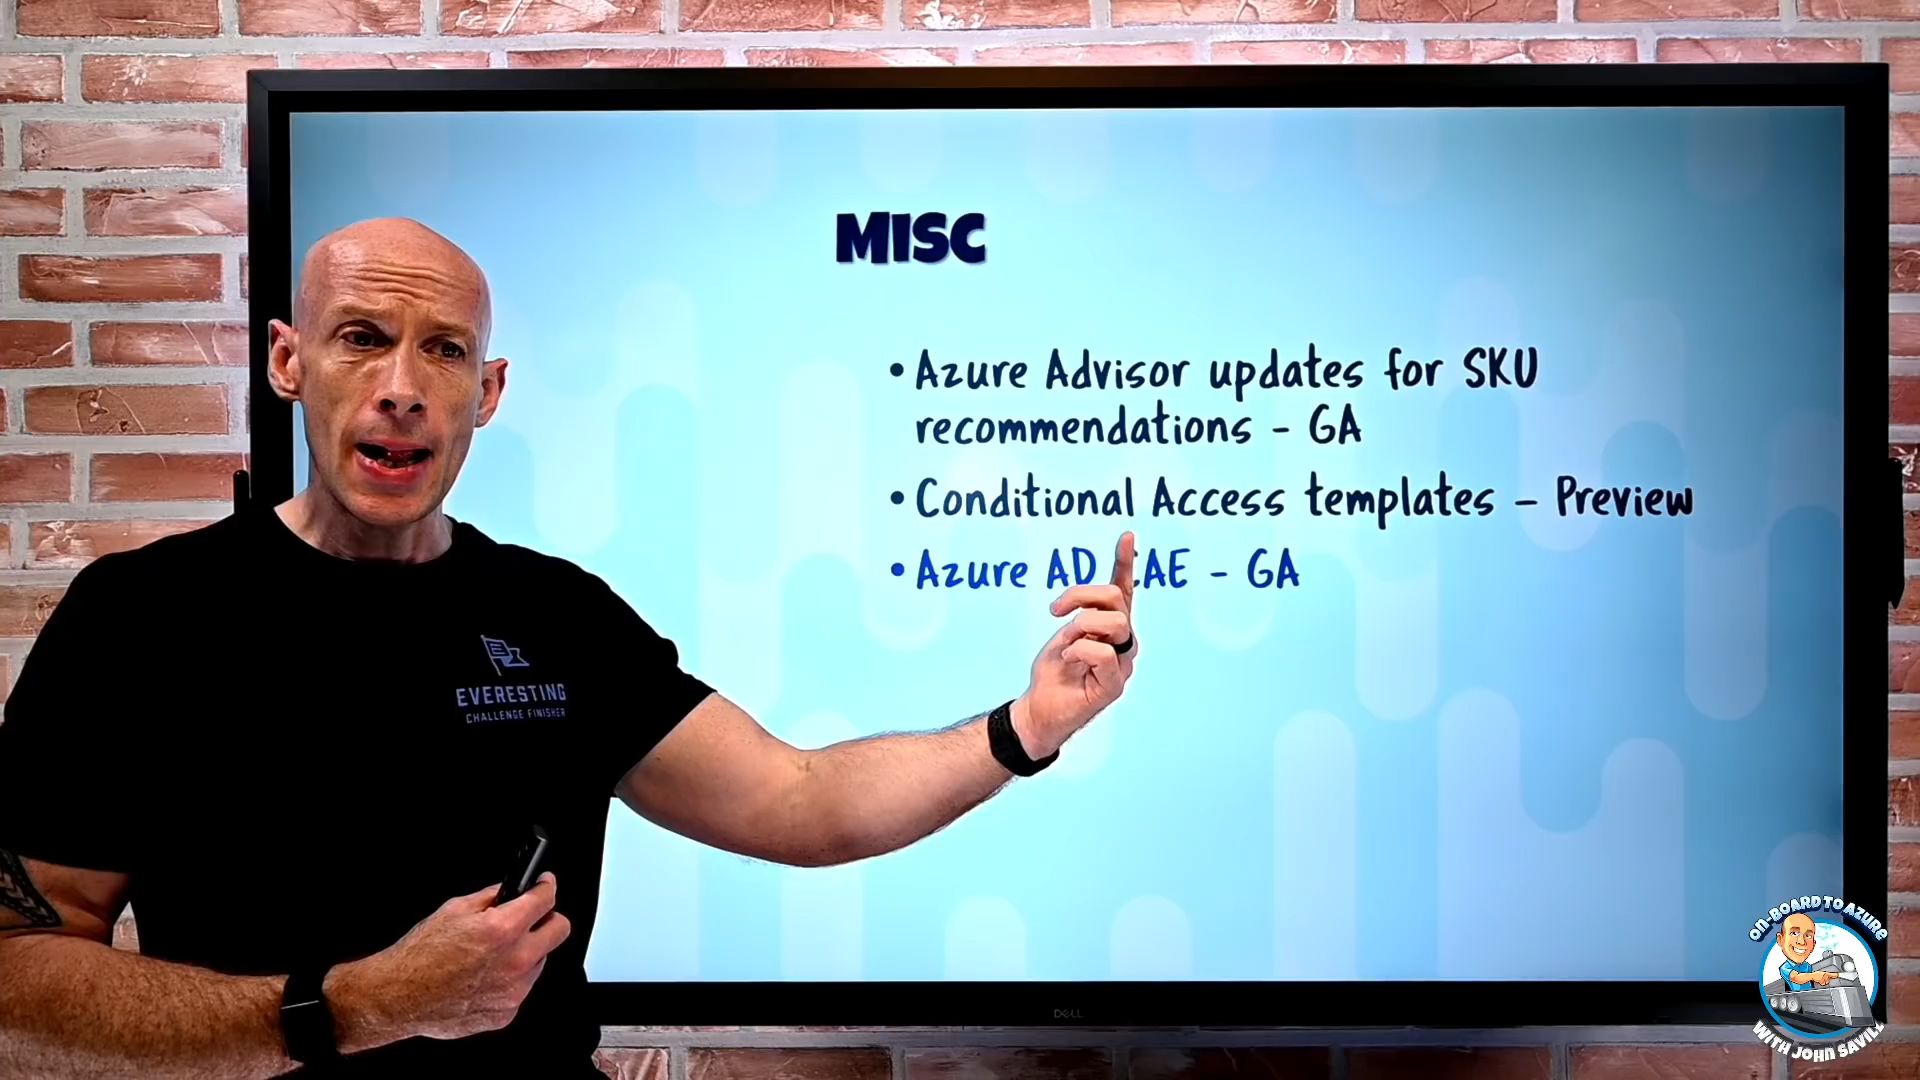 MISC
•Azure Advisor updates for SKU
recommendations - GA
•Conditional Access templates – Preview
•Azure AD CAE - GA
EVERESTING
CHALLENGE FINISHER
DELL
ON-BOARD TO AZURE
WITH JOHN SAVILL